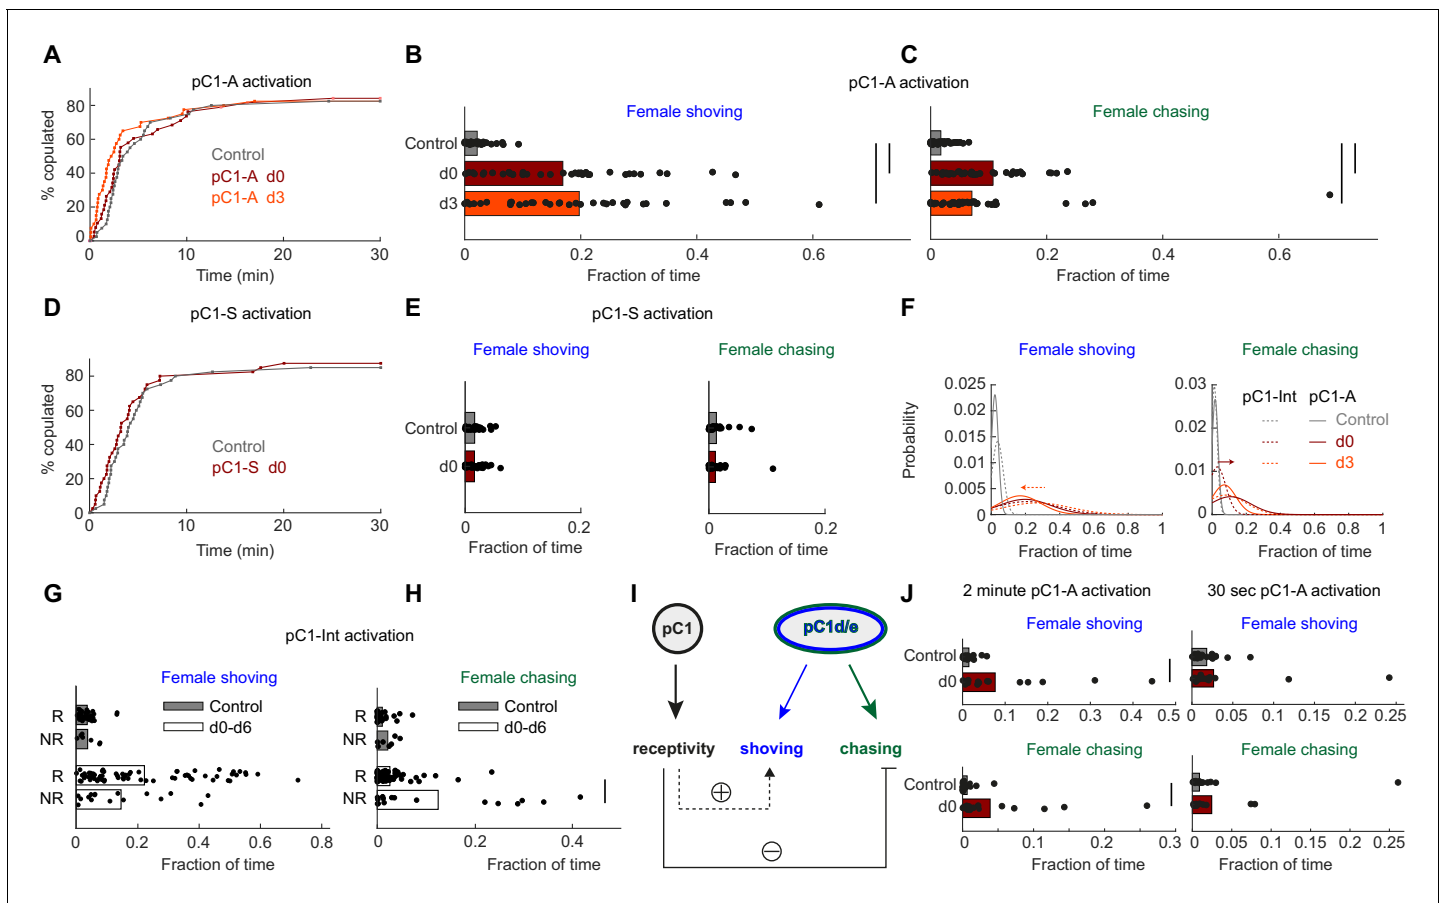 A
pC1-A activation
% copulated
80
60
40
20
0
Control
pC1-A d0
pC1-A d3
0 10 20 30
Time (min)
B
C
pC1-A activation
Female shoving
Control
d0
d3
0 0.2 0.4 0.6
Fraction of time
Female chasing
0 0.2 0.4 0.6
Fraction of time
D
pC1-S activation
% copulated
80
60
40
20
0
Control
pC1-S d0
0 10 20 30
Time (min)
E
pC1-S activation
Female shoving
Control
d0
0 0.2
Fraction of time
Female chasing
0 0.2
Fraction of time
F
Female shoving
Probability
0.025
0.02
0.015
0.01
0.005
0
0 0.2 0.4 0.6 0.8 1
Fraction of time
Female chasing
0.03
0.02
0.01
0
pC1-Int pC1-A
Control
d0
d3
0 0.2 0.4 0.6 0.8 1
Fraction of time
G
H
pC1-Int activation
Female shoving
Control
d0-d6
R
NR
R
NR
0 0.2 0.4 0.6 0.8
Fraction of time
Female chasing
Control
d0-d6
R
NR
R
NR
0 0.2 0.4
Fraction of time
I
pC1
pC1d/e
receptivity shoving chasing
+
−
J
2 minute pC1-A activation
30 sec pC1-A activation
Female shoving
Control
d0
0 0.1 0.2 0.3 0.4 0.5
Female shoving
0 0.05 0.1 0.15 0.2 0.25
Female chasing
Control
d0
0 0.1 0.2 0.3
Fraction of time
Female chasing
0 0.05 0.1 0.15 0.2 0.25
Fraction of time